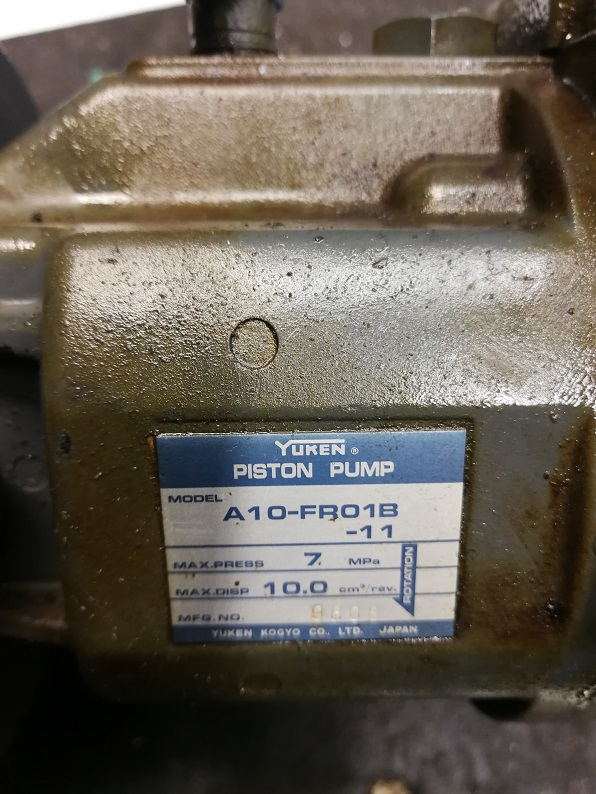 YUKEN ®
PISTON PUMP
MODEL
A10-FR01B
-11
MAX.PRESS 7 MPa
ROTATION
MAX.DISP 10.0 cm³/rev.
MFG.NO.
YUKEN KOGYO CO., LTD. JAPAN